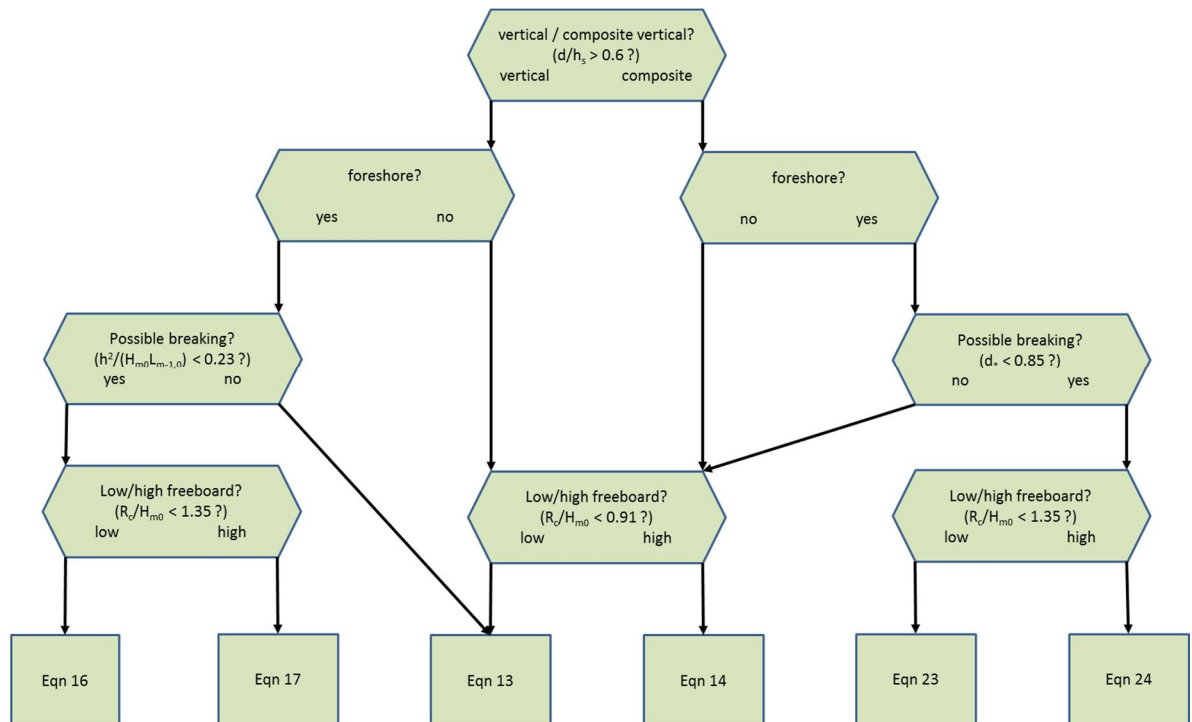 vertical / composite vertical?
(d/hₛ > 0.6 ?)
vertical composite
foreshore?
yes no
foreshore?
no yes
Possible breaking?
(h²/(Hₘ₀Lₘ₋₁,₀) < 0.23 ?)
yes no
Possible breaking?
(d* < 0.85 ?)
no yes
Low/high freeboard?
(R꜀/Hₘ₀ < 1.35 ?)
low high
Low/high freeboard?
(R꜀/Hₘ₀ < 0.91 ?)
low high
Low/high freeboard?
(R꜀/Hₘ₀ < 1.35 ?)
low high
Eqn 16
Eqn 17
Eqn 13
Eqn 14
Eqn 23
Eqn 24